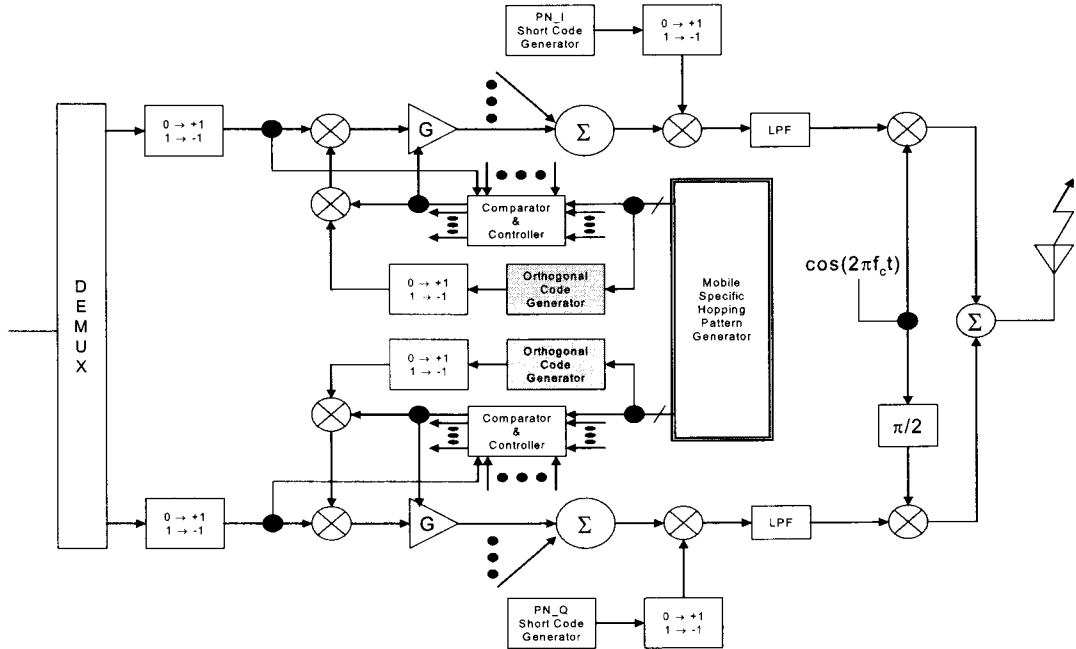 PN_I
Short Code
Generator
0 → +1
1 → -1
0 → +1
1 → -1
G
Σ
LPF
Comparator
&
Controller
0 → +1
1 → -1
Orthogonal
Code
Generator
Mobile
Specific
Hopping
Pattern
Generator
cos(2πf_ct)
Σ
D
E
M
U
X
0 → +1
1 → -1
Orthogonal
Code
Generator
Comparator
&
Controller
π/2
0 → +1
1 → -1
G
Σ
LPF
PN_Q
Short Code
Generator
0 → +1
1 → -1